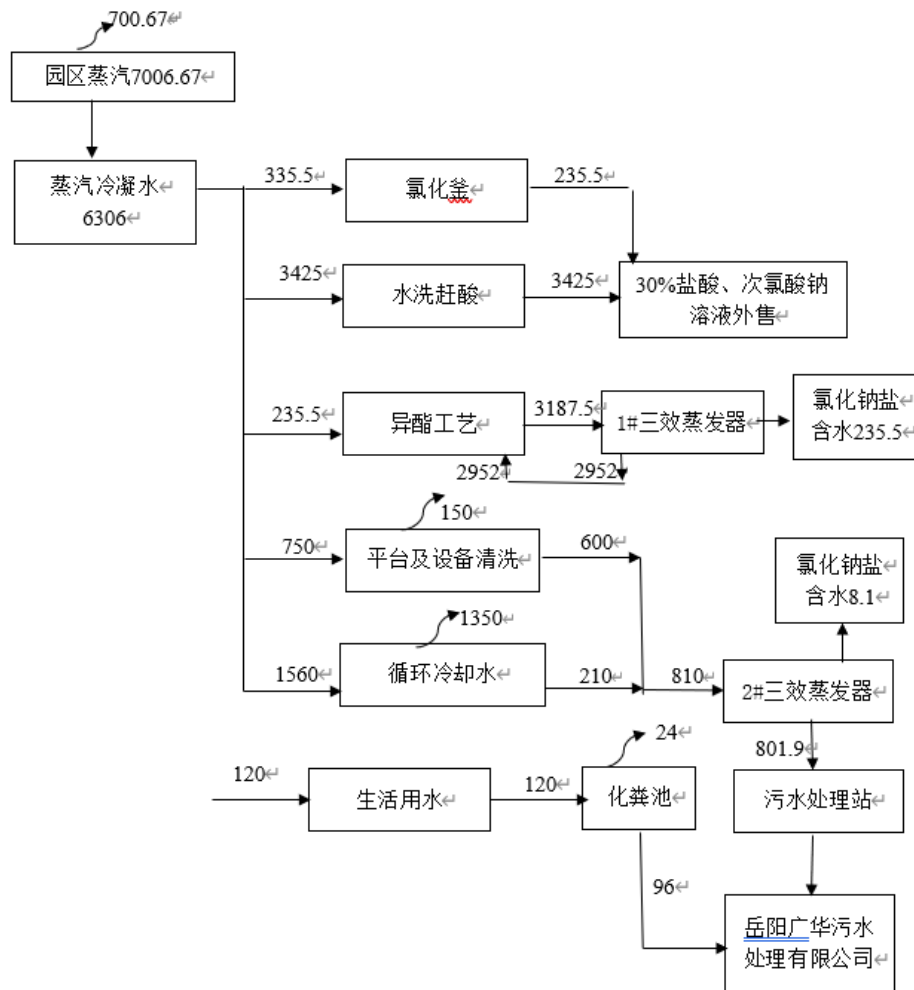 700.67
园区蒸汽7006.67
蒸汽冷凝水
6306
335.5
氯化釜
235.5
3425
水洗赶酸
3425
30%盐酸、次氯酸钠
溶液外售
235.5
异酯工艺
3187.5
1#三效蒸发器
氯化钠盐
含水235.5
2952
2952
150
750
平台及设备清洗
600
氯化钠盐
含水8.1
1350
1560
循环冷却水
210
810
2#三效蒸发器
801.9
24
120
生活用水
120
化粪池
污水处理站
96
岳阳广华污水
处理有限公司